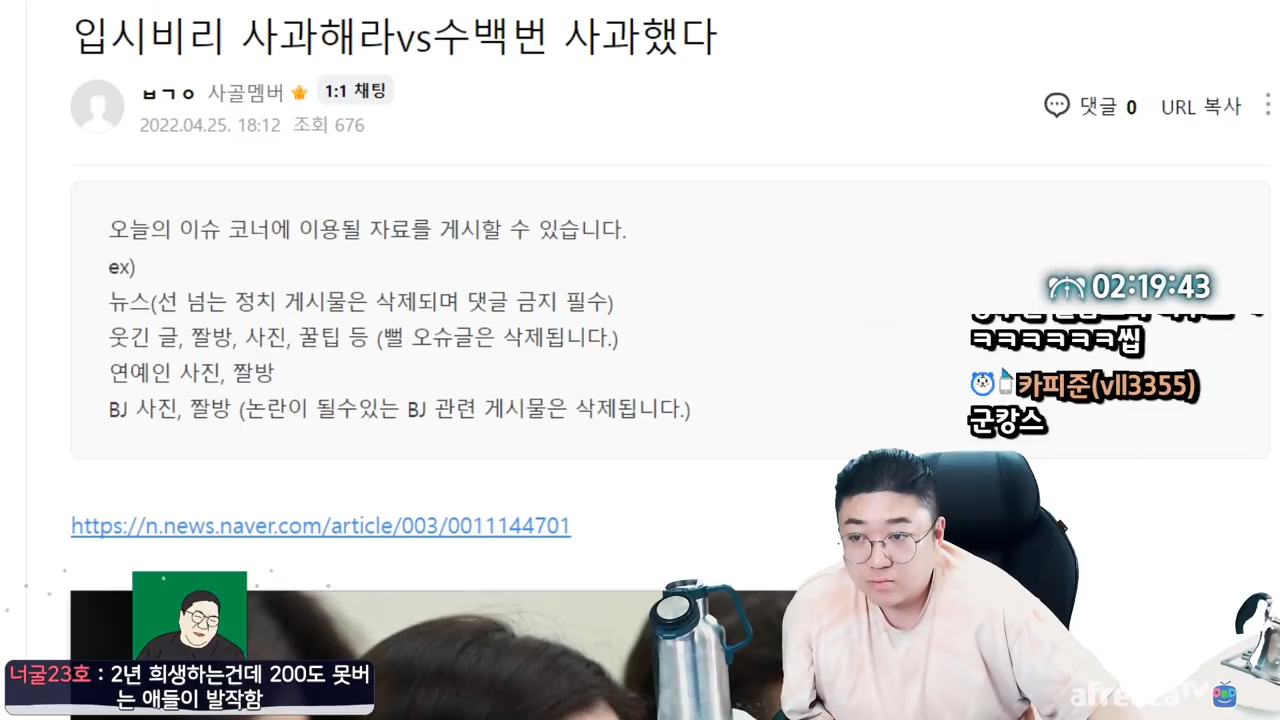 입시비리 사과해라vs수백번 사과했다
ㅂㄱㅇ 사골멤버 1:1 채팅
2022.04.25. 18:12 조회 676
댓글 0 URL 복사
오늘의 이슈 코너에 이용될 자료를 게시할 수 있습니다.
ex)
뉴스(선 넘는 정치 게시물은 삭제되며 댓글 금지 필수)
웃긴 글, 짤방, 사진, 꿀팁 등 (뻘 오슈글은 삭제됩니다.)
연예인 사진, 짤방
BJ 사진, 짤방 (논란이 될수있는 BJ 관련 게시물은 삭제됩니다.)
02:19:43
ㅋㅋㅋㅋㅋㅋ씹
카피준(vll3355)
군캉스
https://n.news.naver.com/article/003/0011144701
너굴23호 : 2년 희생하는건데 200도 못버
는 애들이 발작함
afreecaTV